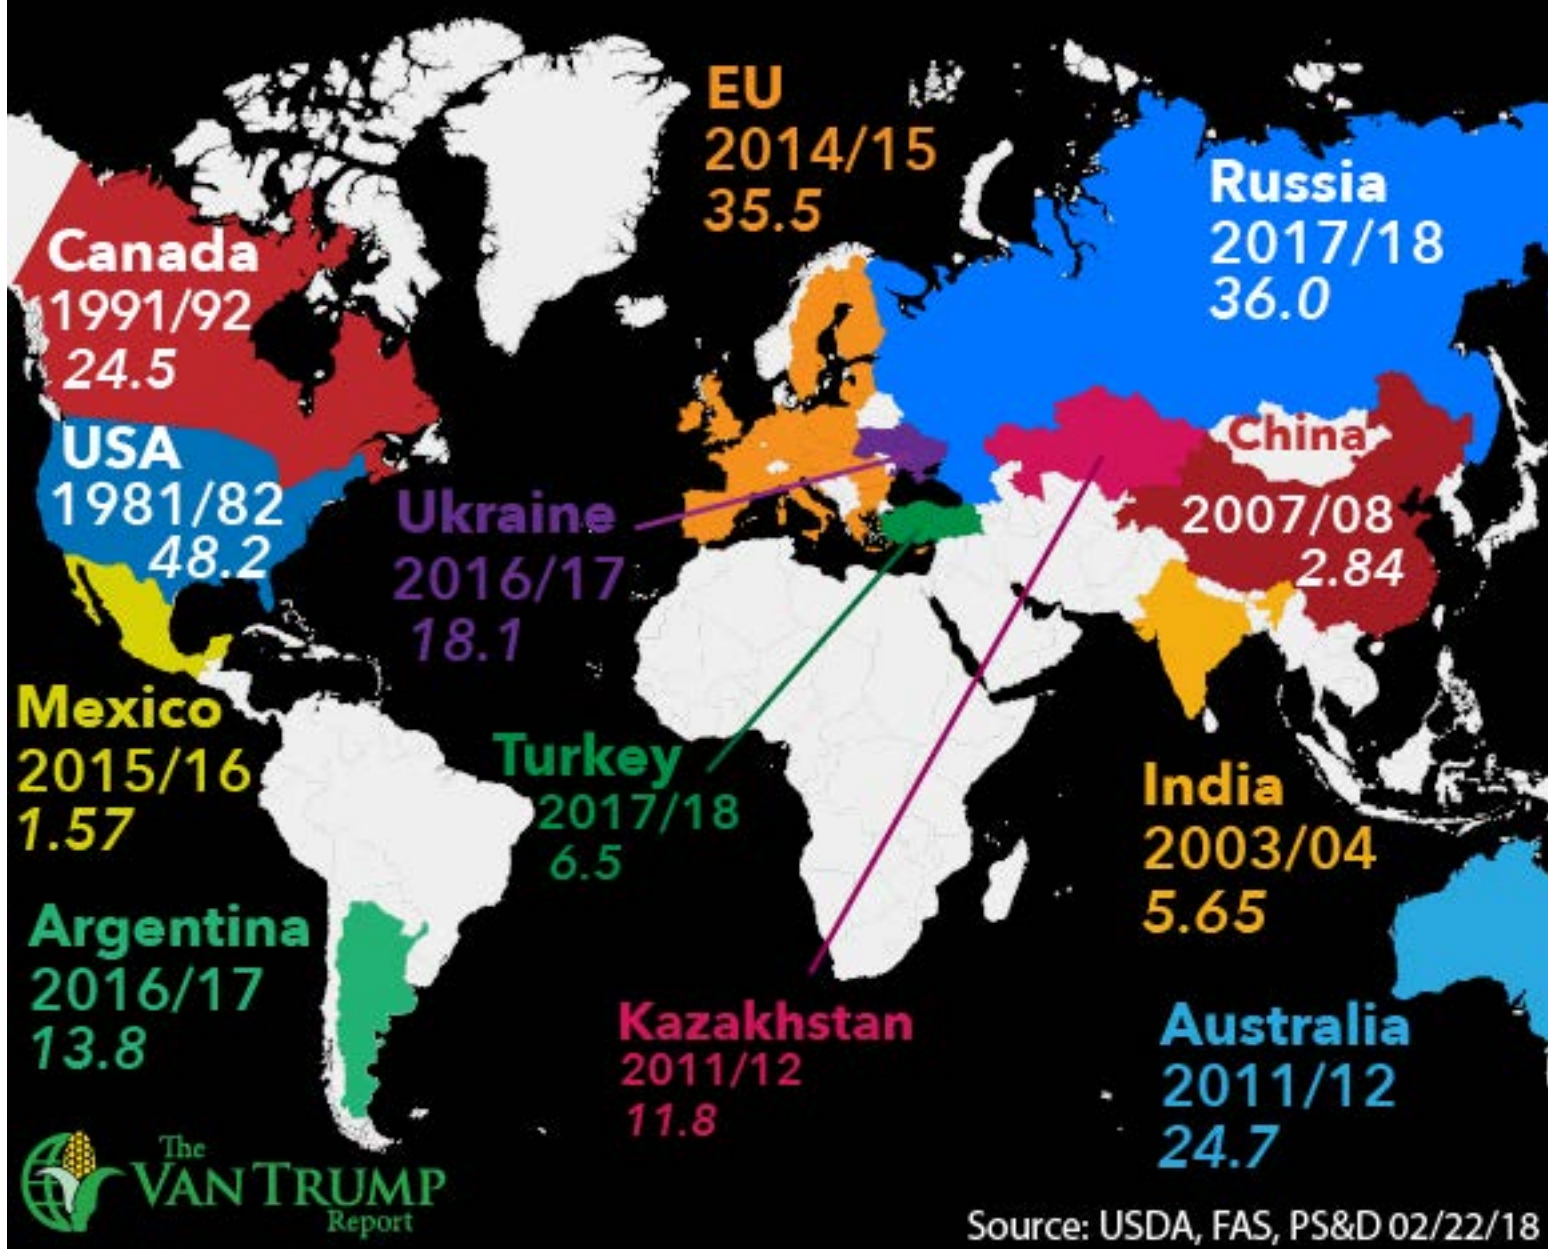 EU
2014/15
35.5
Russia
2017/18
36.0
Canada
1991/92
24.5
USA
1981/82
48.2
China
2007/08
2.84
Ukraine
2016/17
18.1
Mexico
2015/16
1.57
Turkey
2017/18
6.5
India
2003/04
5.65
Argentina
2016/17
13.8
Kazakhstan
2011/12
11.8
Australia
2011/12
24.7
The
VAN TRUMP
Report
Source: USDA, FAS, PS&D 02/22/18